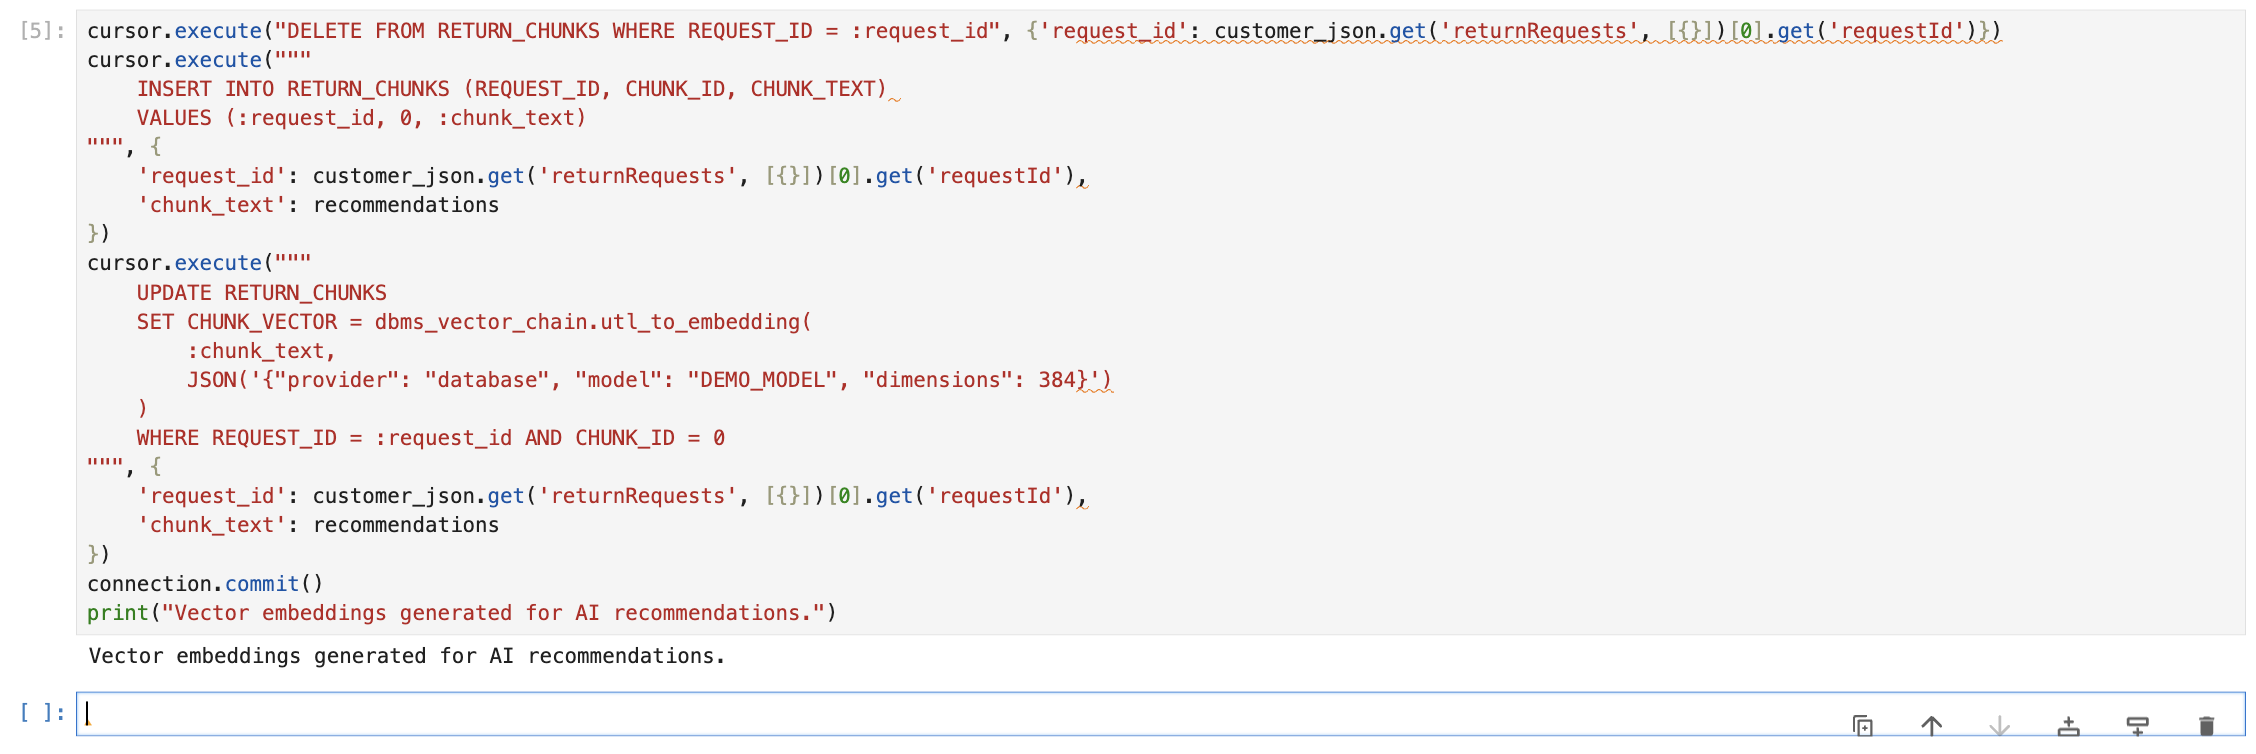 [5]: cursor.execute("DELETE FROM RETURN_CHUNKS WHERE REQUEST_ID = :request_id", {'request_id': customer_json.get('returnRequests', [{}])[0].get('requestId')})
cursor.execute("""
    INSERT INTO RETURN_CHUNKS (REQUEST_ID, CHUNK_ID, CHUNK_TEXT)
    VALUES (:request_id, 0, :chunk_text)
""", {
    'request_id': customer_json.get('returnRequests', [{}])[0].get('requestId'),
    'chunk_text': recommendations
})
cursor.execute("""
    UPDATE RETURN_CHUNKS
    SET CHUNK_VECTOR = dbms_vector_chain.utl_to_embedding(
        :chunk_text,
        JSON('{"provider": "database", "model": "DEMO_MODEL", "dimensions": 384}')
    )
    WHERE REQUEST_ID = :request_id AND CHUNK_ID = 0
""", {
    'request_id': customer_json.get('returnRequests', [{}])[0].get('requestId'),
    'chunk_text': recommendations
})
connection.commit()
print("Vector embeddings generated for AI recommendations.")
Vector embeddings generated for AI recommendations.
[ ]: